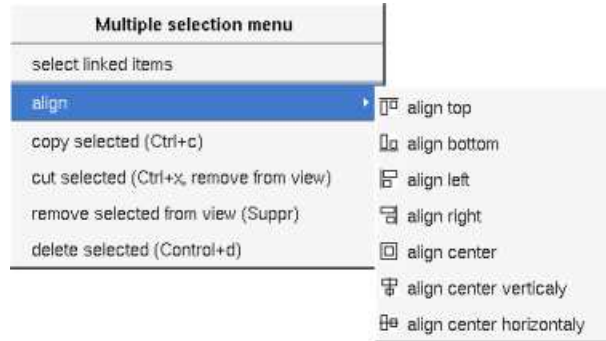 Multiple selection menu
select linked items
align
copy selected (Ctrl+c)
cut selected (Ctrl+x, remove from view)
remove selected from view (Suppr)
delete selected (Control+d)
align top
align bottom
align left
align right
align center
align center verticaly
align center horizontaly